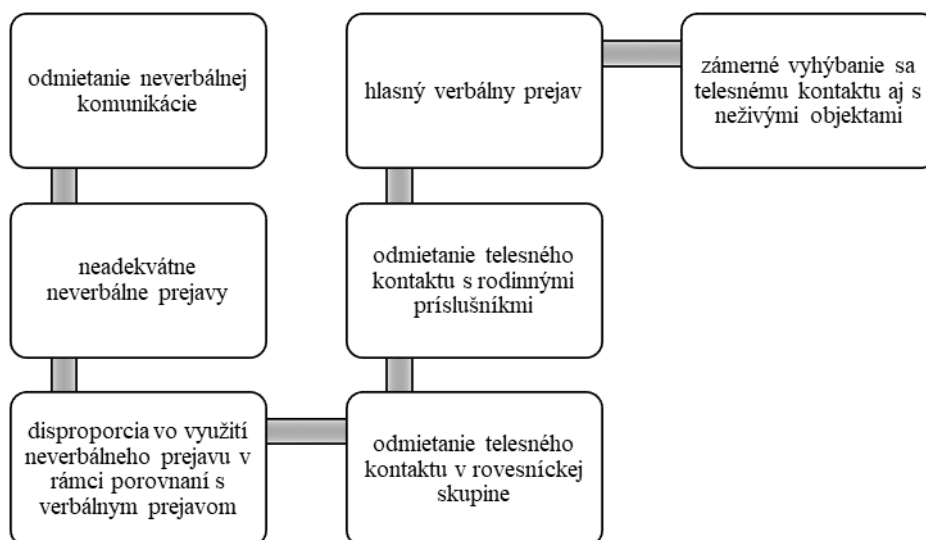 odmietanie neverbálnej
komunikácie
neadekvátne
neverbálne prejavy
disproporcia vo využití
neverbálneho prejavu v
rámci porovnaní s
verbálnym prejavom
odmietanie telesného
kontaktu v rovesníckej
skupine
odmietanie telesného
kontaktu s rodinnými
príslušníkmi
hlasný verbálny prejav
zámerné vyhýbanie sa
telesnému kontaktu aj s
neživými objektami